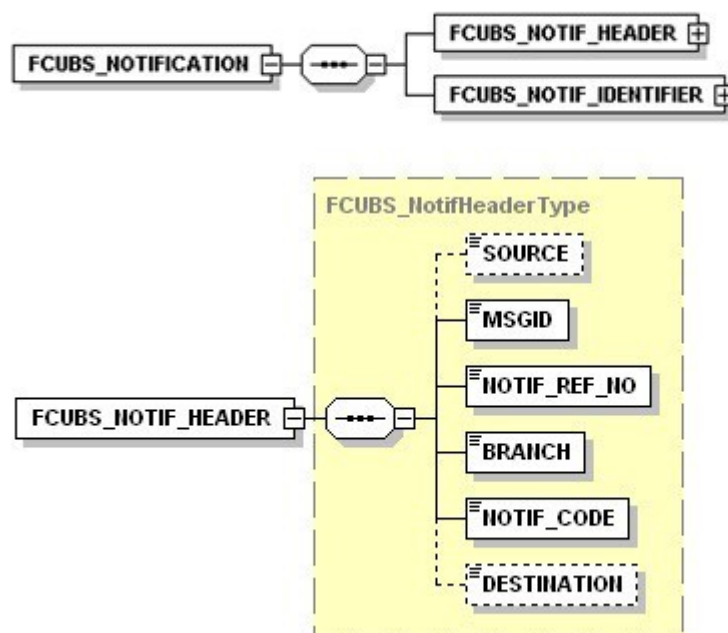 FCUBS_NOTIFICATION
FCUBS_NOTIF_HEADER
FCUBS_NOTIF_IDENTIFIER
FCUBS_NotifHeaderType
SOURCE
MSGID
NOTIF_REF_NO
FCUBS_NOTIF_HEADER
BRANCH
NOTIF_CODE
DESTINATION